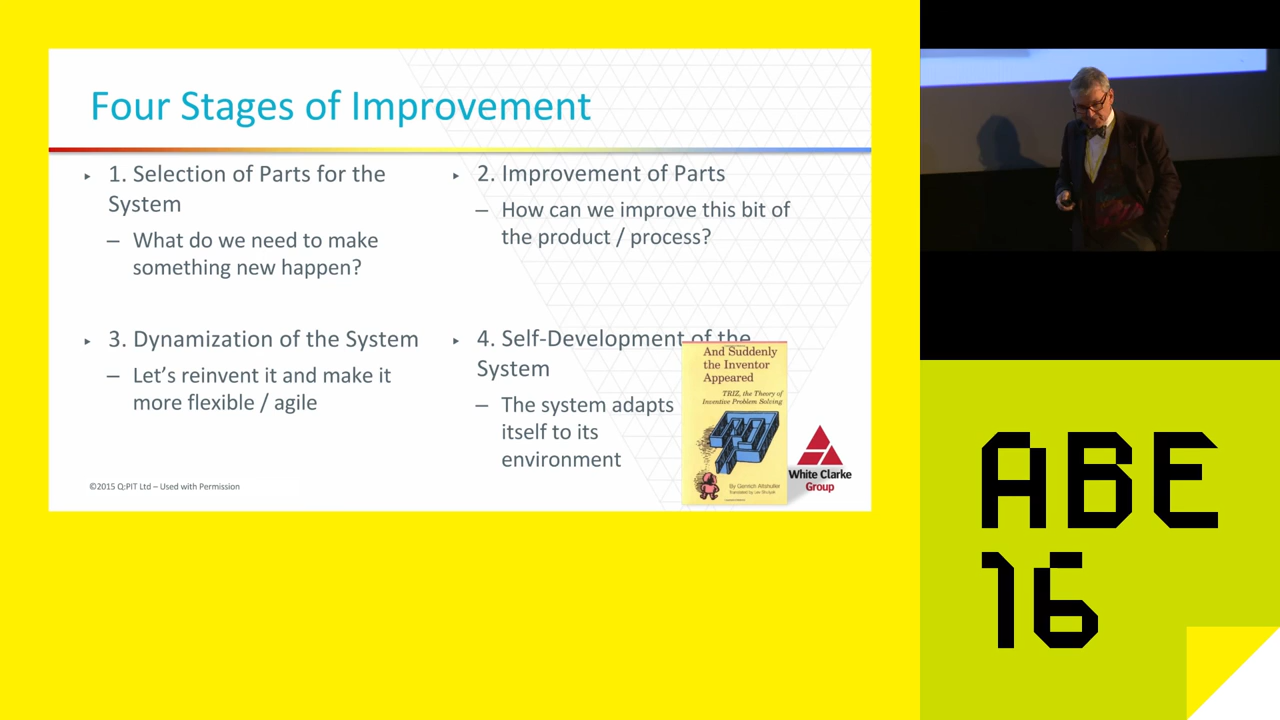 Four Stages of Improvement
1. Selection of Parts for the
System
– What do we need to make
something new happen?
2. Improvement of Parts
– How can we improve this bit of
the product / process?
3. Dynamization of the System
– Let’s reinvent it and make it
more flexible / agile
4. Self-Development of the
System
– The system adapts
itself to its
environment
And Suddenly
the Inventor
Appeared
TRIZ, the Theory of
Inventive Problem Solving
By Genrich Altshuller
White Clarke
Group
©2015 Q:PIT Ltd – Used with Permission
ABE
16